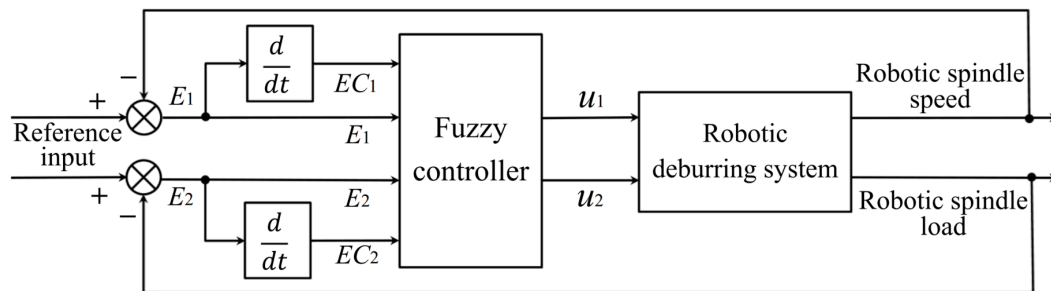 −
+
Reference
input
+
−
E1
E2
d
dt
EC1
E1
E2
d
dt
EC2
Fuzzy
controller
u1
u2
Robotic
deburring system
Robotic spindle
speed
Robotic spindle
load